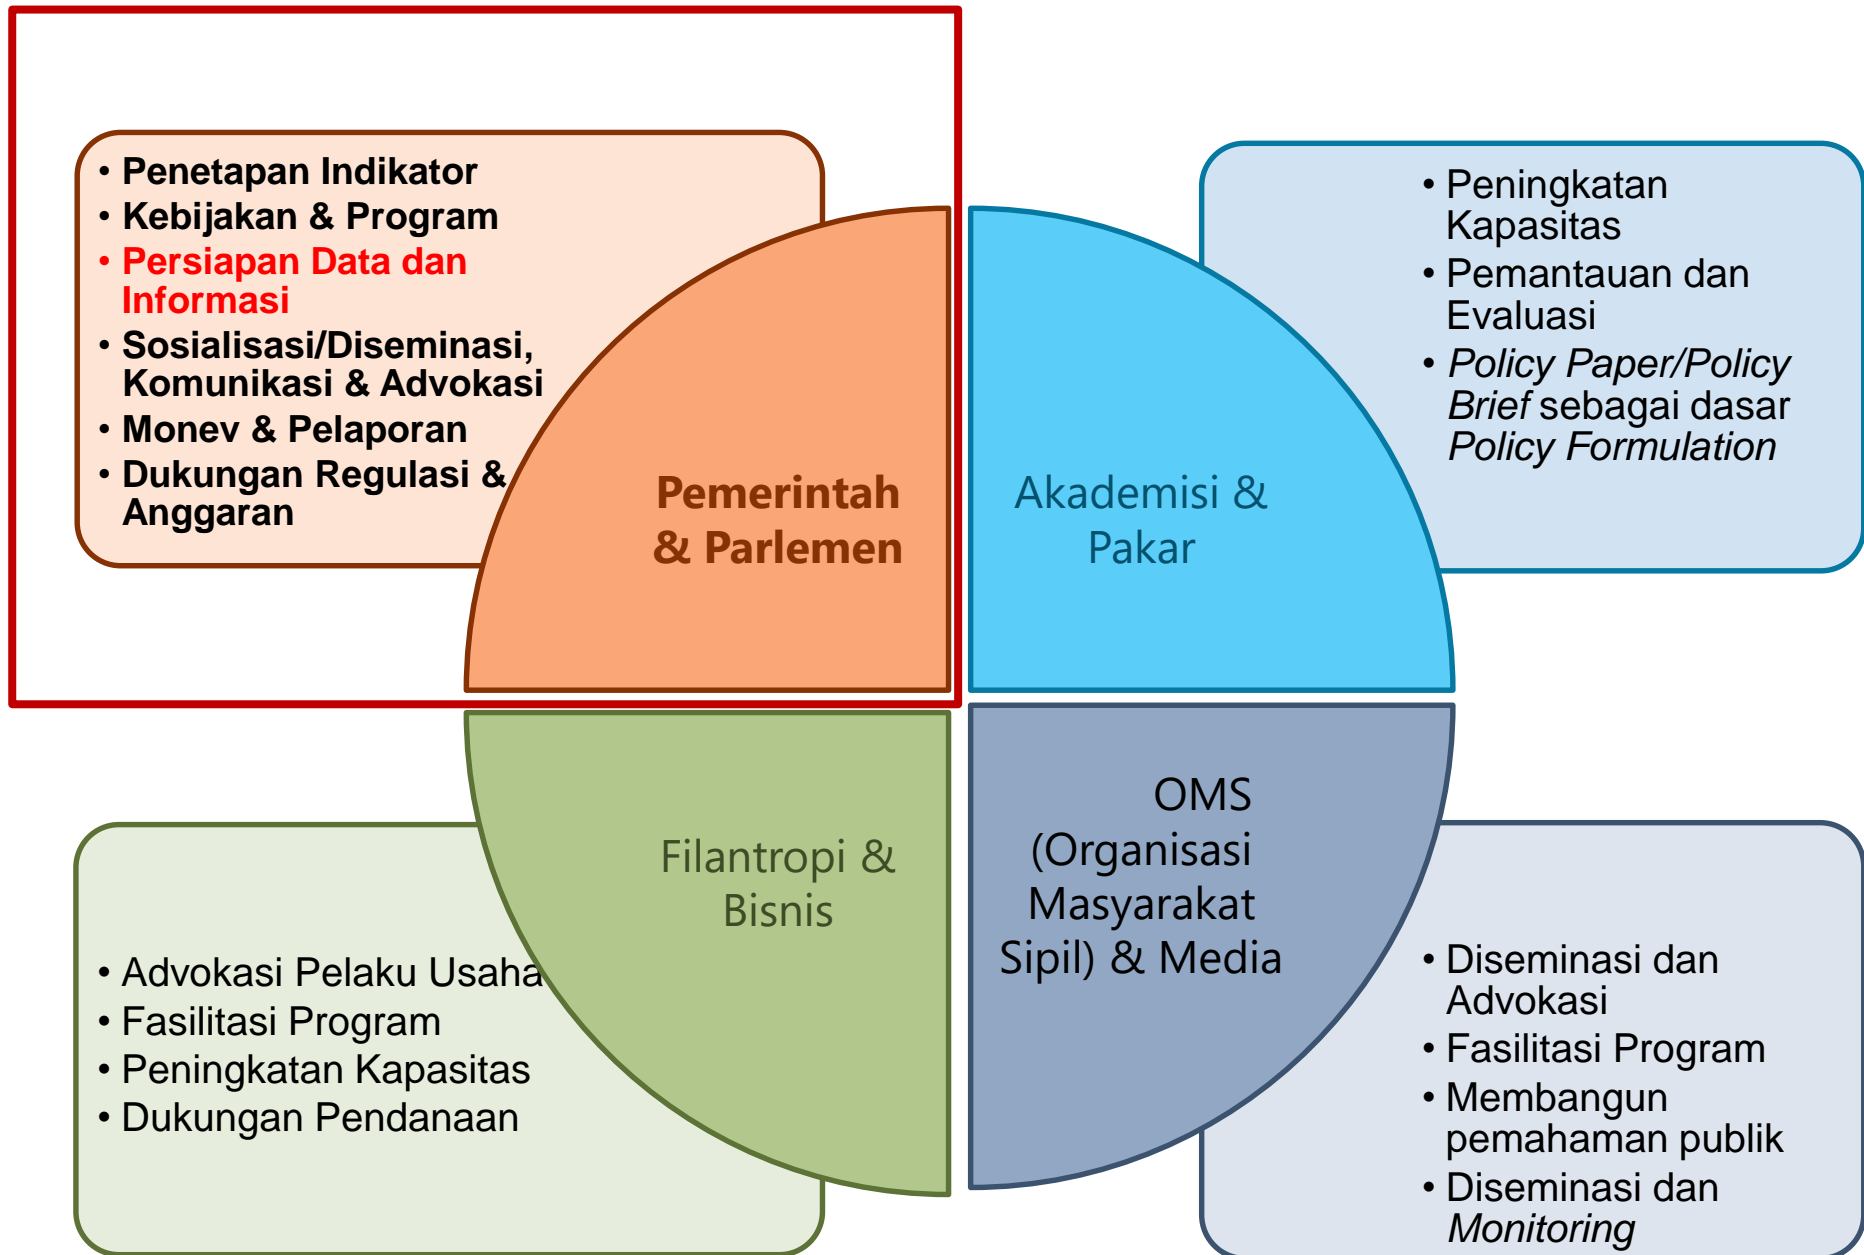 • Penetapan Indikator
• Kebijakan & Program
• Persiapan Data dan
Informasi
• Sosialisasi/Diseminasi,
Komunikasi & Advokasi
• Monev & Pelaporan
• Dukungan Regulasi &
Anggaran
Pemerintah
& Parlemen
Akademisi &
Pakar
• Peningkatan
Kapasitas
• Pemantauan dan
Evaluasi
• Policy Paper/Policy
Brief sebagai dasar
Policy Formulation
Filantropi &
Bisnis
• Advokasi Pelaku Usaha
• Fasilitasi Program
• Peningkatan Kapasitas
• Dukungan Pendanaan
OMS
(Organisasi
Masyarakat
Sipil) & Media
• Diseminasi dan
Advokasi
• Fasilitasi Program
• Membangun
pemahaman publik
• Diseminasi dan
Monitoring